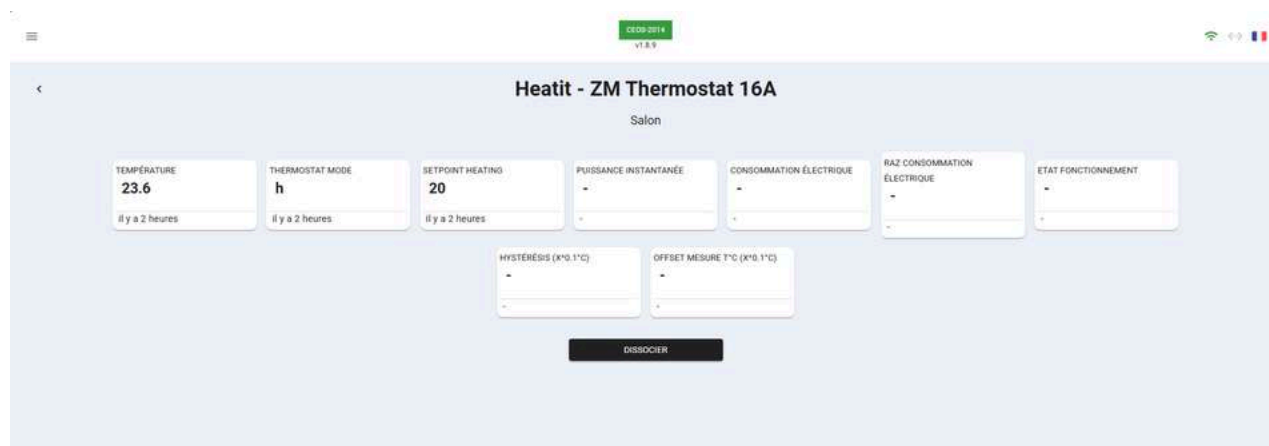 CEOS-2014
v1.8.9
Heatit - ZM Thermostat 16A
Salon
TEMPÉRATURE
23.6
il y a 2 heures
THERMOSTAT MODE
h
il y a 2 heures
SETPOINT HEATING
20
il y a 2 heures
PUISSANCE INSTANTANÉE
-
-
CONSOMMATION ÉLECTRIQUE
-
-
RAZ CONSOMMATION
ÉLECTRIQUE
-
-
ETAT FONCTIONNEMENT
-
-
HYSTÉRÉSIS (X*0.1°C)
-
-
OFFSET MESURE T°C (X*0.1°C)
-
-
DISSOCIER